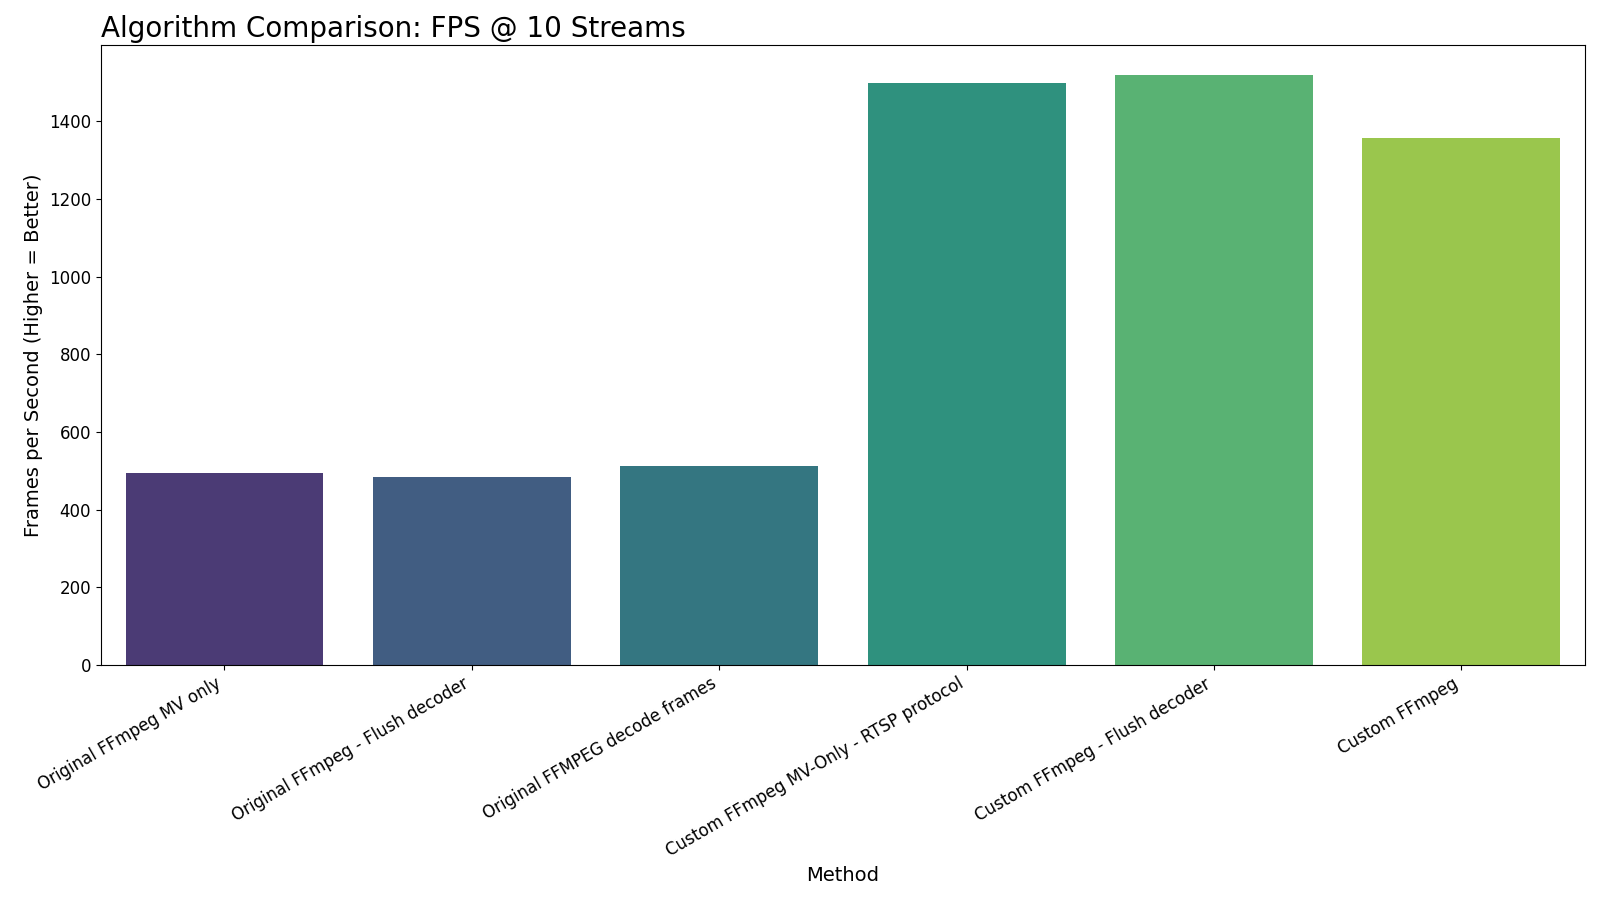 Algorithm Comparison: FPS @ 10 Streams
Frames per Second (Higher = Better)
1400
1200
1000
800
600
400
200
0
Original FFmpeg MV only
Original FFmpeg - Flush decoder
Original FFMPEG decode frames
Custom FFmpeg MV-Only - RTSP protocol
Custom FFmpeg - Flush decoder
Custom FFmpeg
Method